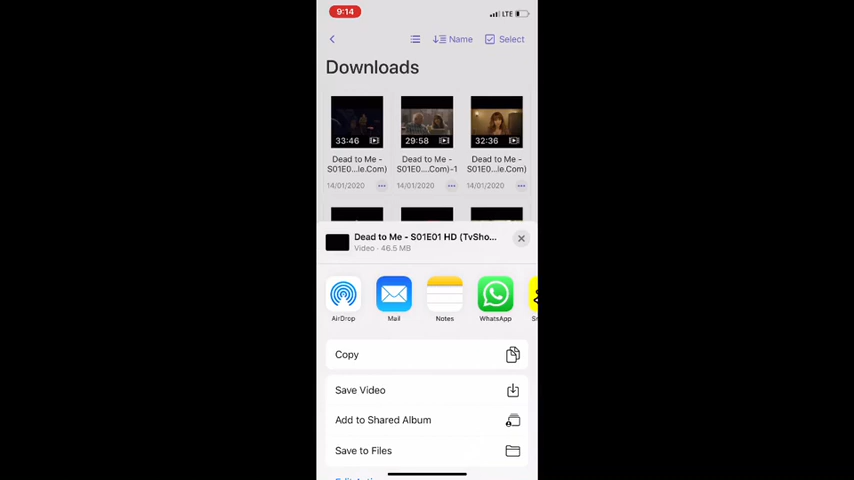 9:14
LTE
Name
Select
Downloads
33:46
29:58
32:36
Dead to Me -
S01E0...le.Com)
Dead to Me -
S01E0....Com)-1
Dead to Me -
S01E0...le.Com)
14/01/2020
14/01/2020
14/01/2020
Dead to Me - S01E01 HD (TvSho...
Video - 46.5 MB
AirDrop
Mail
Notes
WhatsApp
Copy
Save Video
Add to Shared Album
Save to Files